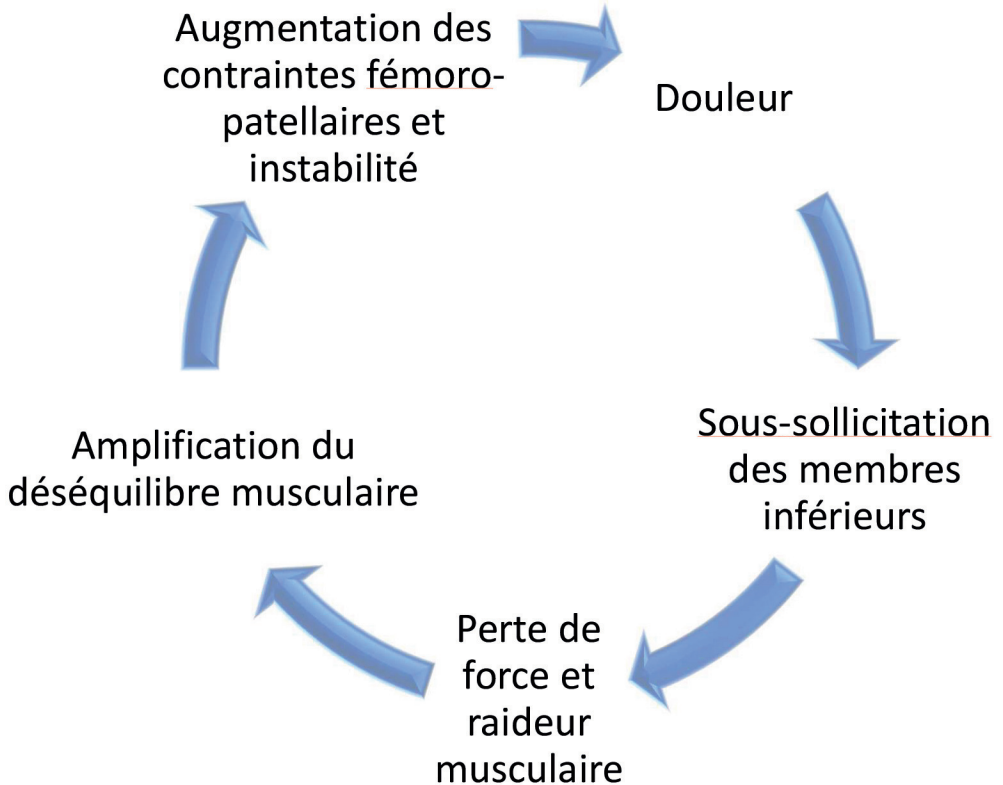 Augmentation des
contraintes fémoro-
patellaires et
instabilité
Douleur
Sous-sollicitation
des membres
inférieurs
Perte de
force et
raideur
musculaire
Amplification du
déséquilibre musculaire